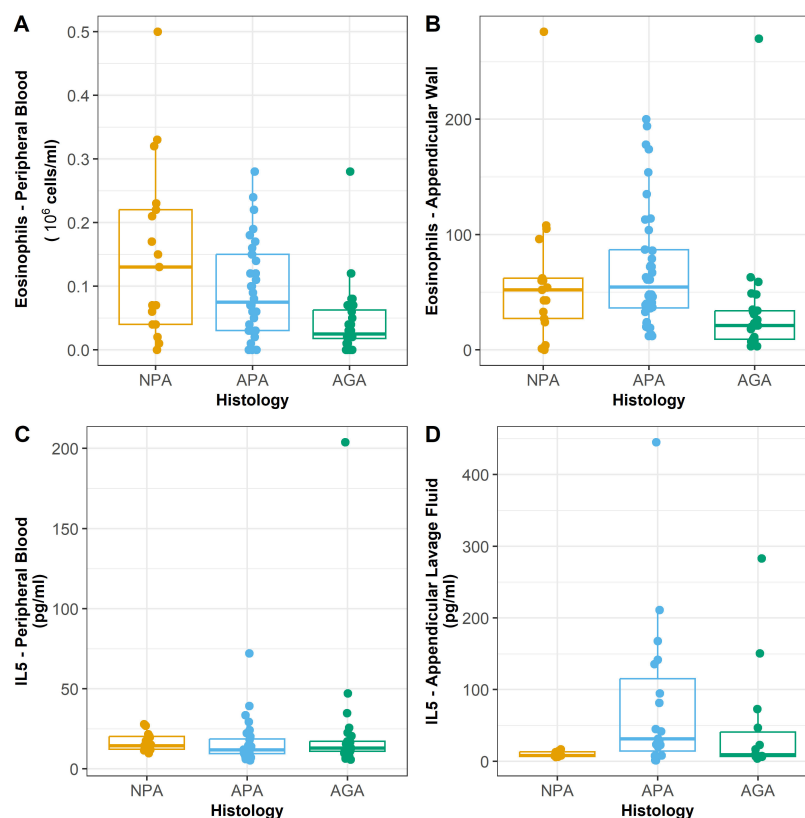 A
Eosinophils - Peripheral Blood
( 10⁶ cells/ml)
0.5
0.4
0.3
0.2
0.1
0.0
NPA APA AGA
Histology
B
Eosinophils - Appendicular Wall
200
100
0
NPA APA AGA
Histology
C
IL5 - Peripheral Blood
(pg/ml)
200
150
100
50
0
NPA APA AGA
Histology
D
IL5 - Appendicular Lavage Fluid
(pg/ml)
400
300
200
100
0
NPA APA AGA
Histology